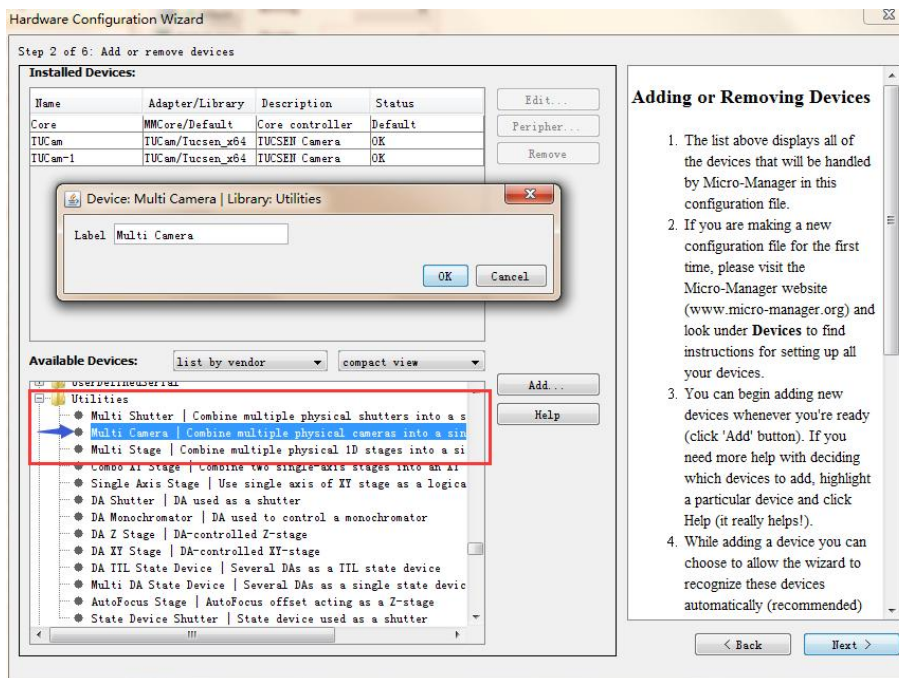 Hardware Configuration Wizard
Step 2 of 6: Add or remove devices
Installed Devices:
Name Adapter/Library Description Status
Core MMCore/Default Core controller Default
TUCam TUCam/Tucsen_x64 TUCSEN Camera OK
TUCam-1 TUCam/Tucsen_x64 TUCSEN Camera OK
Edit...
Peripher...
Remove
Device: Multi Camera | Library: Utilities
Label Multi Camera
OK Cancel
Available Devices: list by vendor compact view
UserDefinedSerial
Utilities
Multi Shutter | Combine multiple physical shutters into a s
Multi Camera | Combine multiple physical cameras into a sin
Multi Stage | Combine multiple physical 1D stages into a si
Combo XY Stage | Combine two single-axis stages into an XY
Single Axis Stage | Use single axis of XY stage as a logica
DA Shutter | DA used as a shutter
DA Monochromator | DA used to control a monochromator
DA Z Stage | DA-controlled Z-stage
DA XY Stage | DA-controlled XY-stage
DA TTL State Device | Several DAs as a TTL state device
Multi DA State Device | Several DAs as a single state devic
AutoFocus Stage | AutoFocus offset acting as a Z-stage
State Device Shutter | State device used as a shutter
Add...
Help
Adding or Removing Devices
1. The list above displays all of
the devices that will be handled
by Micro-Manager in this
configuration file.
2. If you are making a new
configuration file for the first
time, please visit the
Micro-Manager website
(www.micro-manager.org) and
look under Devices to find
instructions for setting up all
your devices.
3. You can begin adding new
devices whenever you're ready
(click 'Add' button). If you
need more help with deciding
which devices to add, highlight
a particular device and click
Help (it really helps!).
4. While adding a device you can
choose to allow the wizard to
recognize these devices
automatically (recommended)
< Back Next >